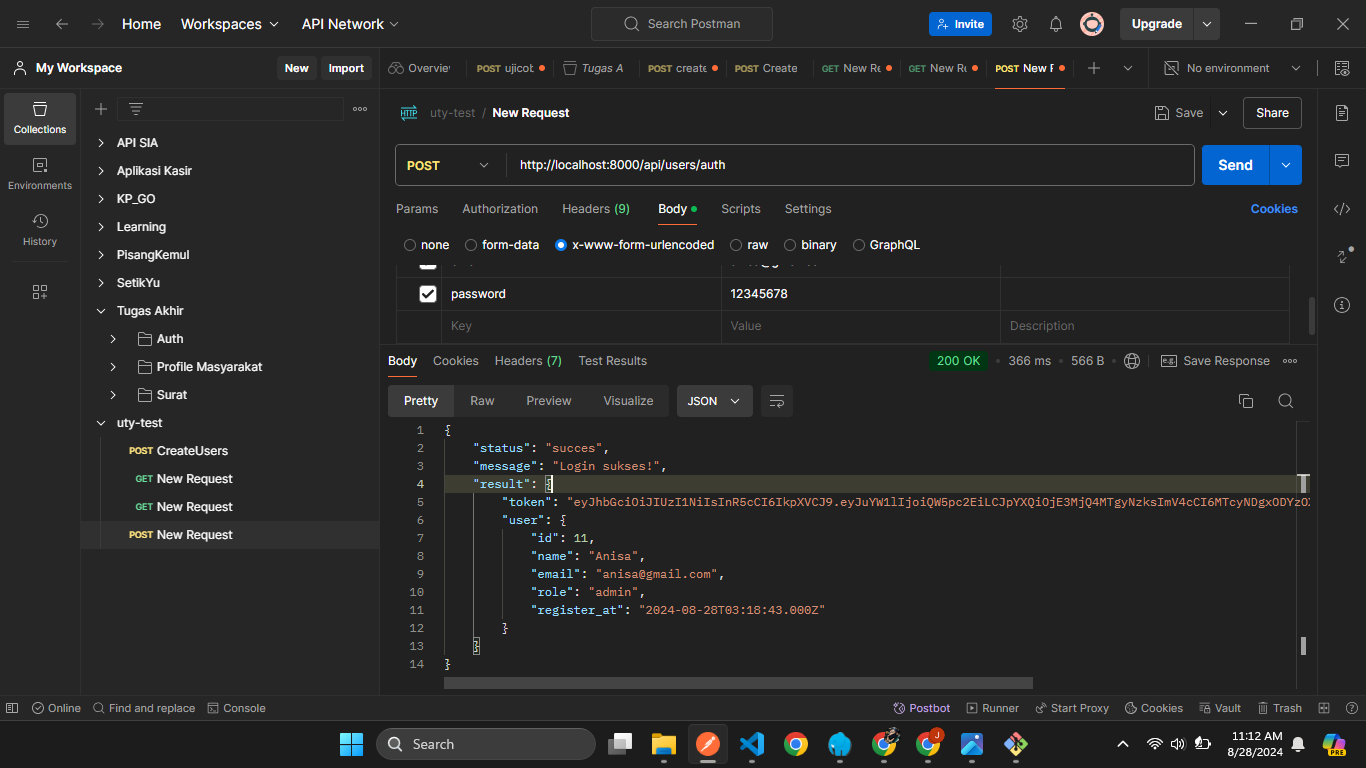 Home Workspaces API Network Search Postman Invite Upgrade
My Workspace New Import Overvie POST ujicol Tugas A POST create POST Create GET New Re GET New Re POST New R No environment
Collections
Environments
History
API SIA
Aplikasi Kasir
KP_GO
Learning
PisangKemul
SetikYu
Tugas Akhir
Auth
Profile Masyarakat
Surat
uty-test
POST CreateUsers
GET New Request
GET New Request
POST New Request
HTTP uty-test / New Request Save Share
POST http://localhost:8000/api/users/auth Send
Params Authorization Headers (9) Body Scripts Settings Cookies
none form-data x-www-form-urlencoded raw binary GraphQL
password 12345678
Key Value Description
Body Cookies Headers (7) Test Results 200 OK 366 ms 566 B e.g. Save Response
Pretty Raw Preview Visualize JSON
1 {
2 "status": "succes",
3 "message": "Login sukses!",
4 "result": {
5 "token": "eyJhbGciOiJIUzI1NiIsInR5cCI6IkpXVCJ9.eyJuYW1lIjoiQW5pc2EiLCJpYXQiOjE3MjQ4MTgyNzksImV4cCI6MTcyNDgxODYzOX
6 "user": {
7 "id": 11,
8 "name": "Anisa",
9 "email": "anisa@gmail.com",
10 "role": "admin",
11 "register_at": "2024-08-28T03:18:43.000Z"
12 }
13 }
14 }
Online Find and replace Console Postbot Runner Start Proxy Cookies Vault Trash
Search J 11:12 AM
8/28/2024
PRE